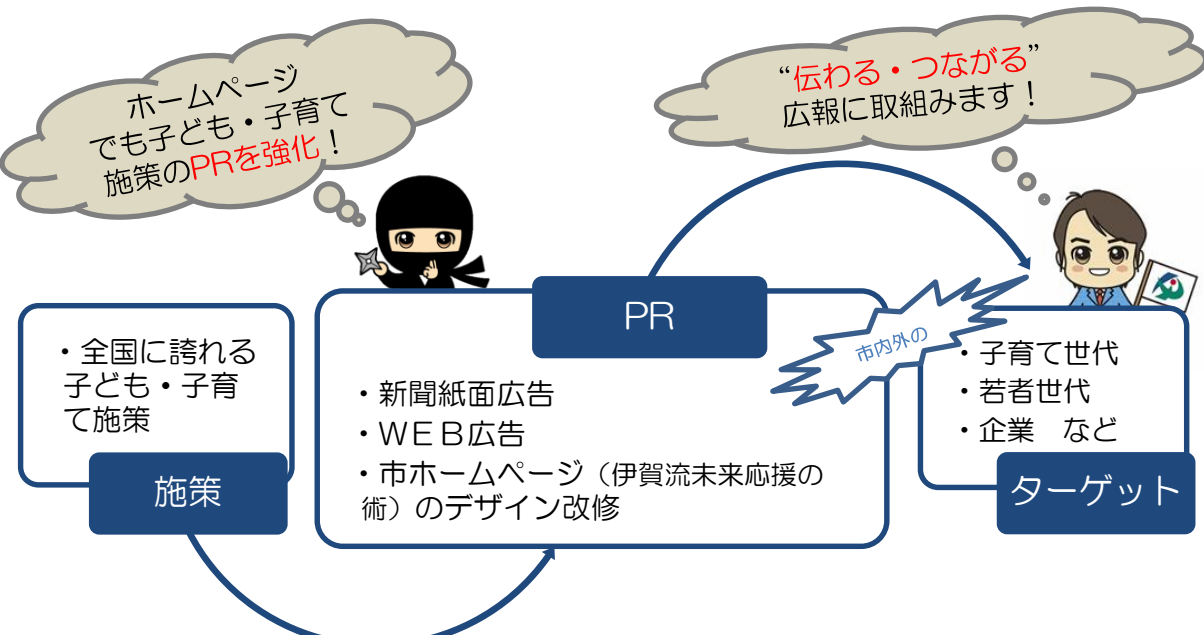 ホームページ
でも子ども・子育て
施策のPRを強化！
“伝わる・つながる”
広報に取組みます！
・全国に誇れる
子ども・子育
て施策
施策
PR
・新聞紙面広告
・ＷＥＢ広告
・市ホームページ（伊賀流未来応援の
術）のデザイン改修
市内外の
・子育て世代
・若者世代
・企業　など
ターゲット